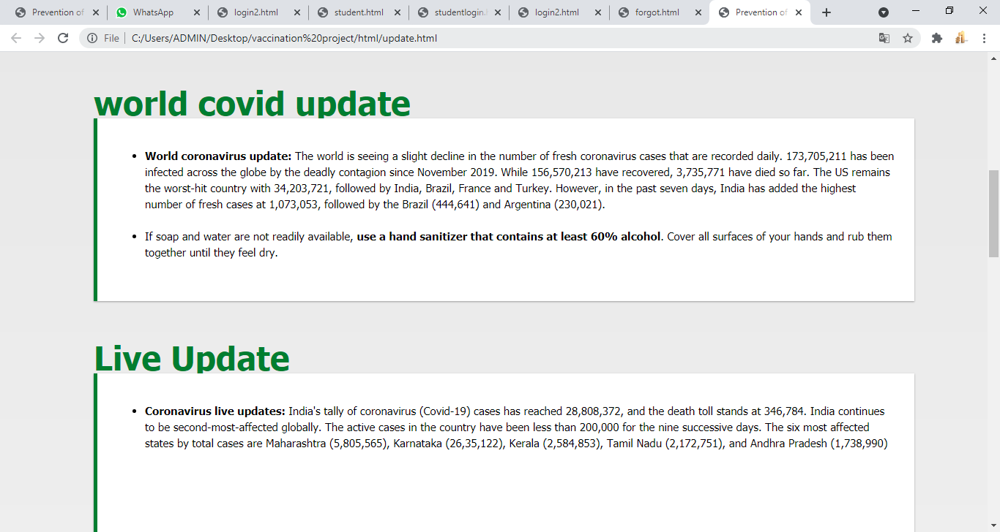 Prevention of
WhatsApp
login2.html
student.html
studentlogin.
login2.html
forgot.html
Prevention of
File
C:/Users/ADMIN/Desktop/vaccination%20project/html/update.html
world covid update
• World coronavirus update: The world is seeing a slight decline in the number of fresh coronavirus cases that are recorded daily. 173,705,211 has been
infected across the globe by the deadly contagion since November 2019. While 156,570,213 have recovered, 3,735,771 have died so far. The US remains
the worst-hit country with 34,203,721, followed by India, Brazil, France and Turkey. However, in the past seven days, India has added the highest
number of fresh cases at 1,073,053, followed by the Brazil (444,641) and Argentina (230,021).
• If soap and water are not readily available, use a hand sanitizer that contains at least 60% alcohol. Cover all surfaces of your hands and rub them
together until they feel dry.
Live Update
• Coronavirus live updates: India's tally of coronavirus (Covid-19) cases has reached 28,808,372, and the death toll stands at 346,784. India continues
to be second-most-affected globally. The active cases in the country have been less than 200,000 for the nine successive days. The six most affected
states by total cases are Maharashtra (5,805,565), Karnataka (26,35,122), Kerala (2,584,853), Tamil Nadu (2,172,751), and Andhra Pradesh (1,738,990)